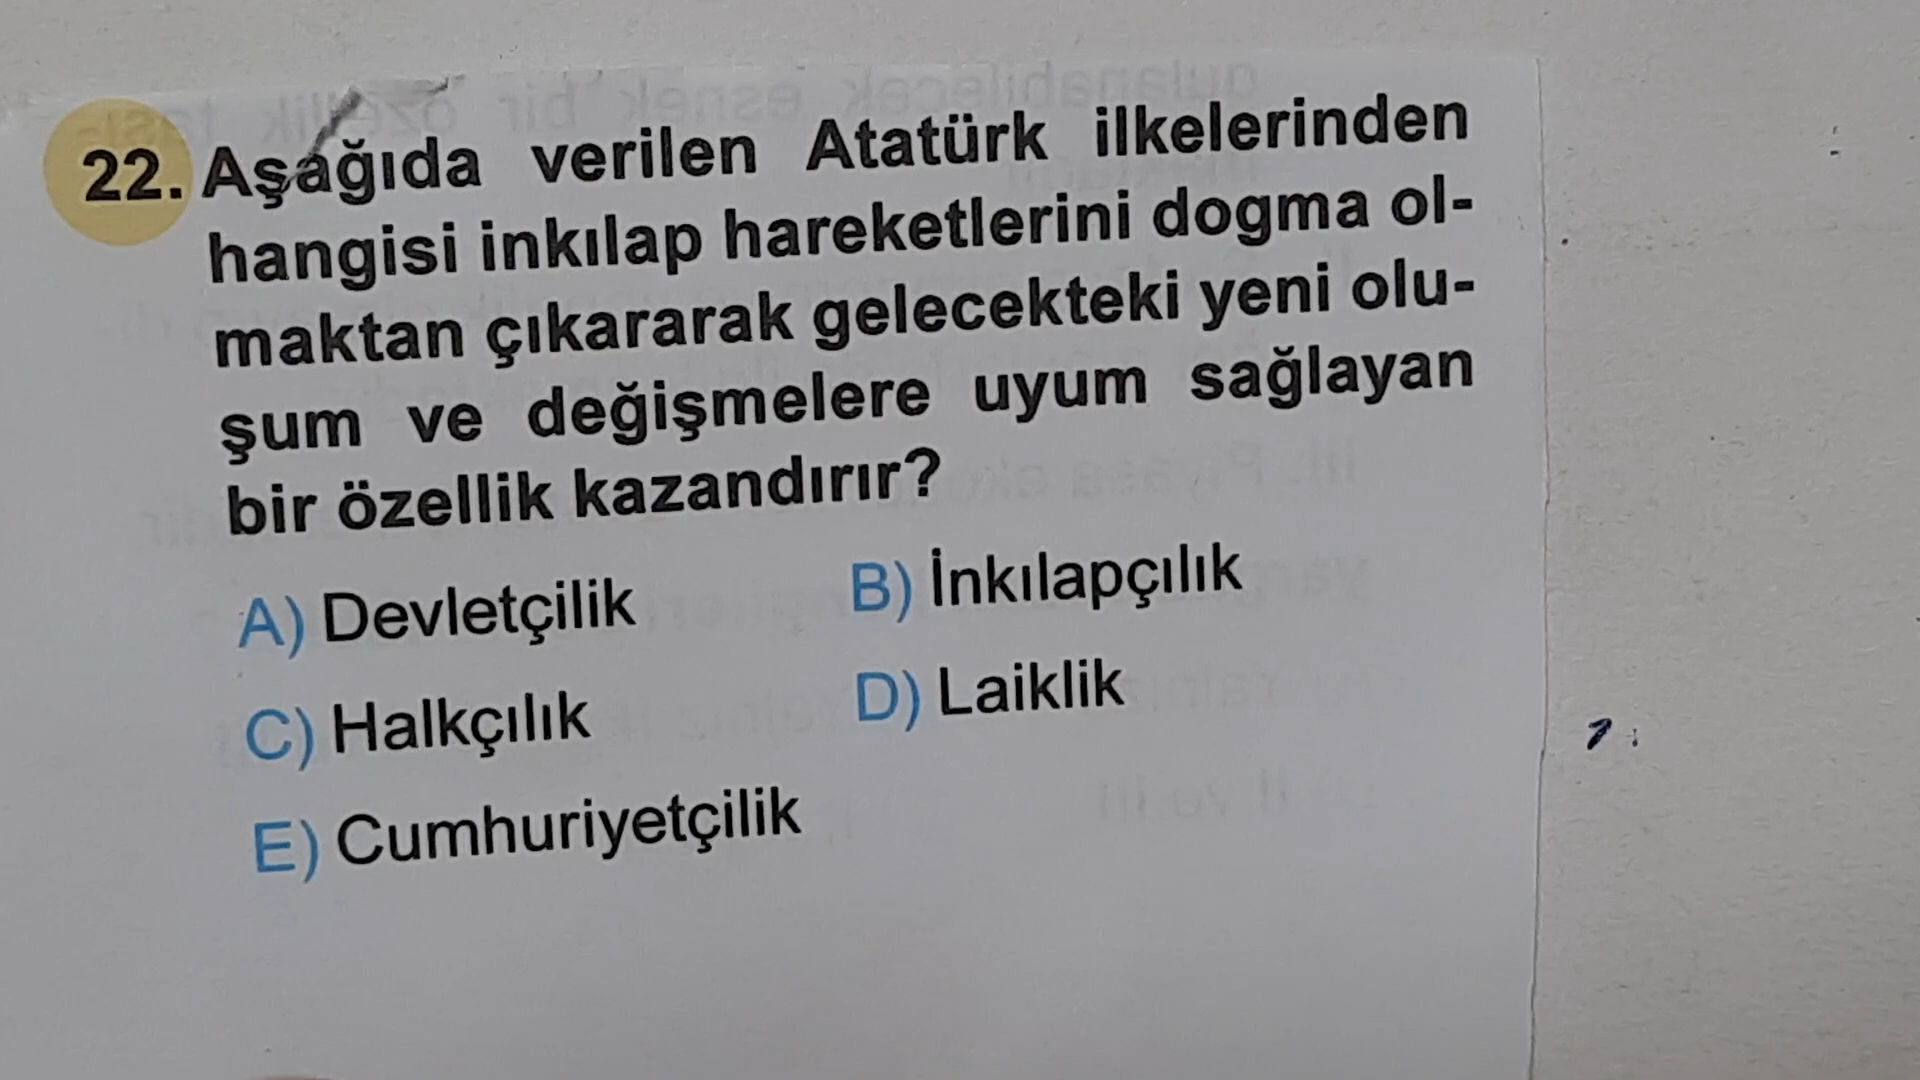 22. Aşağıda verilen Atatürk ilkelerinden
hangisi inkılap hareketlerini dogma ol-
maktan çıkararak gelecekteki yeni olu-
şum ve değişmelere uyum sağlayan
bir özellik kazandırır?
A) Devletçilik B) İnkılapçılık
C) Halkçılık D) Laiklik
E) Cumhuriyetçilik